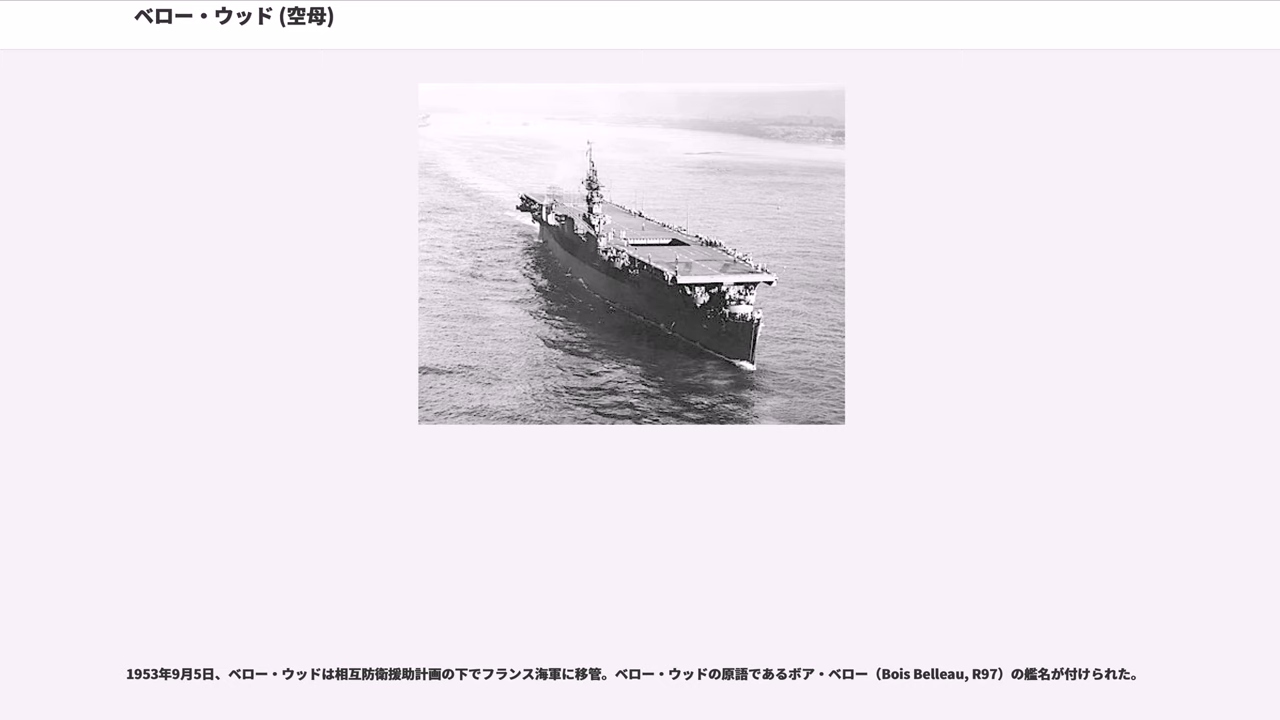 ベロー・ウッド (空母)
1953年9月5日、ベロー・ウッドは相互防衛援助計画の下でフランス海軍に移管。ベロー・ウッドの原語であるボア・ベロー（Bois Belleau, R97）の艦名が付けられた。